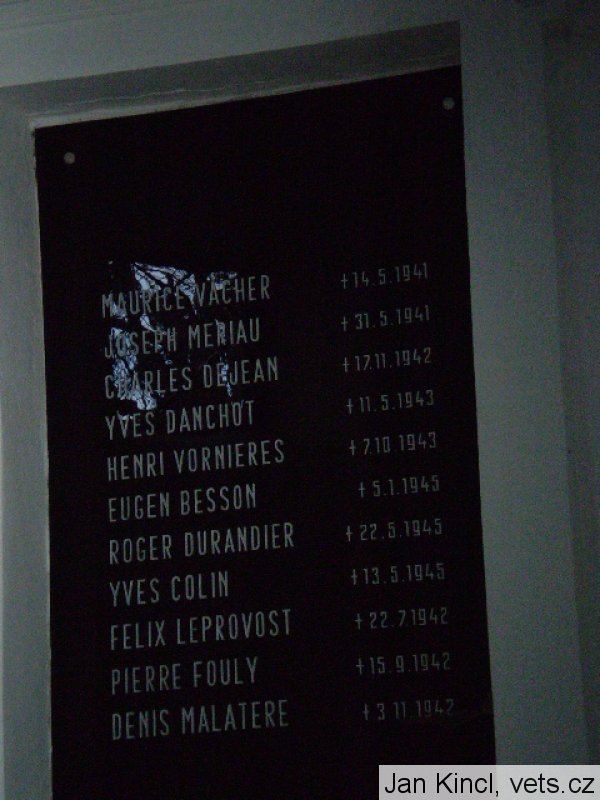 MAURICE VACHER +14.5.1941
JOSEPH MERIAU +31.5.1941
CHARLES DEJEAN +17.11.1942
YVES DANCHOT +11.5.1943
HENRI VORNIERES +7.10.1943
EUGEN BESSON +5.1.1945
ROGER DURANDIER +22.5.1945
YVES COLIN +13.5.1945
FELIX LEPROVOST +22.7.1942
PIERRE FOULY +15.9.1942
DENIS MALATERE +3 11.1942
Jan Kincl, vets.cz